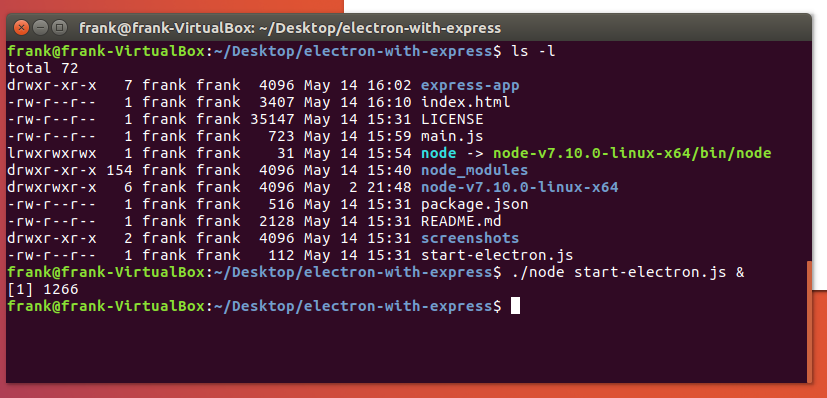 frank@frank-VirtualBox: ~/Desktop/electron-with-express
frank@frank-VirtualBox:~/Desktop/electron-with-express$ ls -l
total 72
drwxr-xr-x   7 frank frank  4096 May 14 16:02 express-app
-rw-r--r--   1 frank frank  3407 May 14 16:10 index.html
-rw-r--r--   1 frank frank 35147 May 14 15:31 LICENSE
-rw-r--r--   1 frank frank   723 May 14 15:59 main.js
lrwxrwxrwx   1 frank frank    31 May 14 15:54 node -> node-v7.10.0-linux-x64/bin/node
drwxr-xr-x 154 frank frank  4096 May 14 15:40 node_modules
drwxrwxr-x   6 frank frank  4096 May  2 21:48 node-v7.10.0-linux-x64
-rw-r--r--   1 frank frank   516 May 14 15:31 package.json
-rw-r--r--   1 frank frank  2128 May 14 15:31 README.md
drwxr-xr-x   2 frank frank  4096 May 14 15:31 screenshots
-rw-r--r--   1 frank frank   112 May 14 15:31 start-electron.js
frank@frank-VirtualBox:~/Desktop/electron-with-express$ ./node start-electron.js &
[1] 1266
frank@frank-VirtualBox:~/Desktop/electron-with-express$